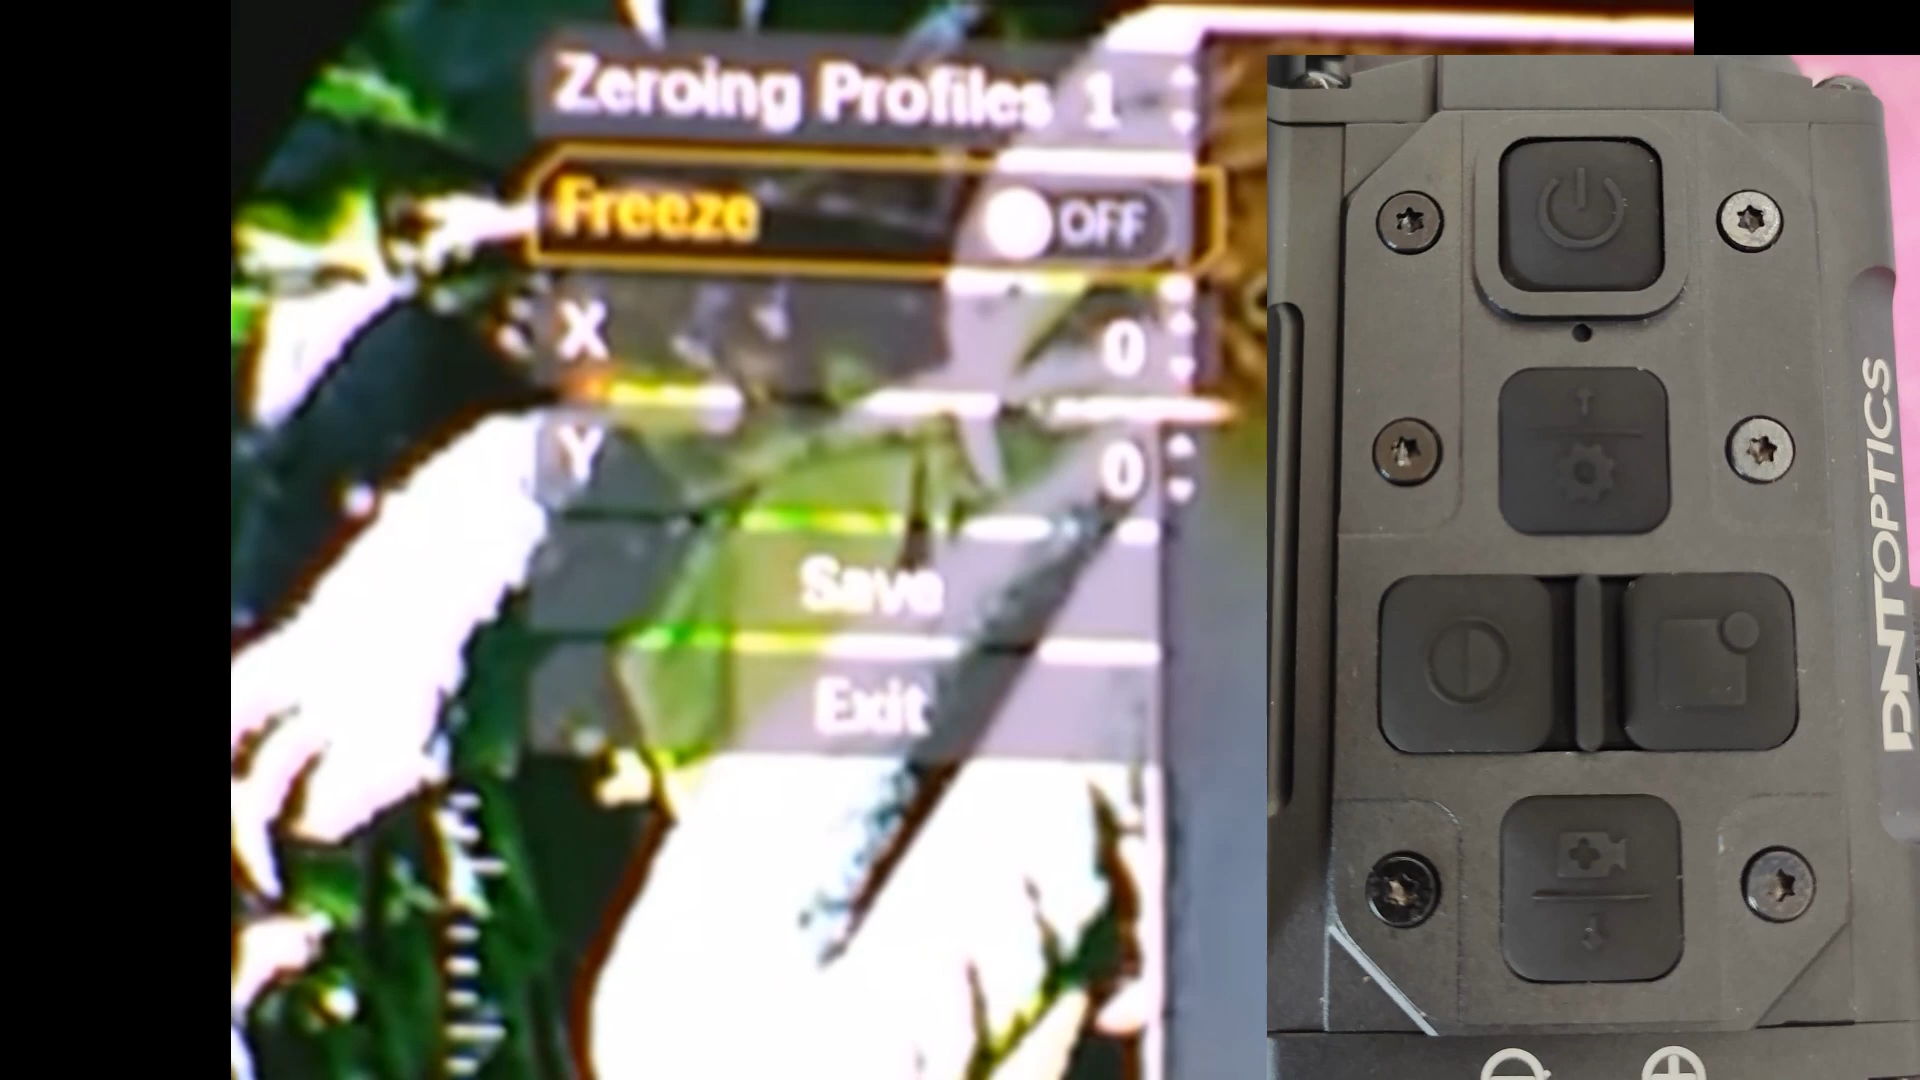 Zeroing Profiles 1
Freeze OFF
X 0
Y 0
Save
Exit
DNTOPTICS